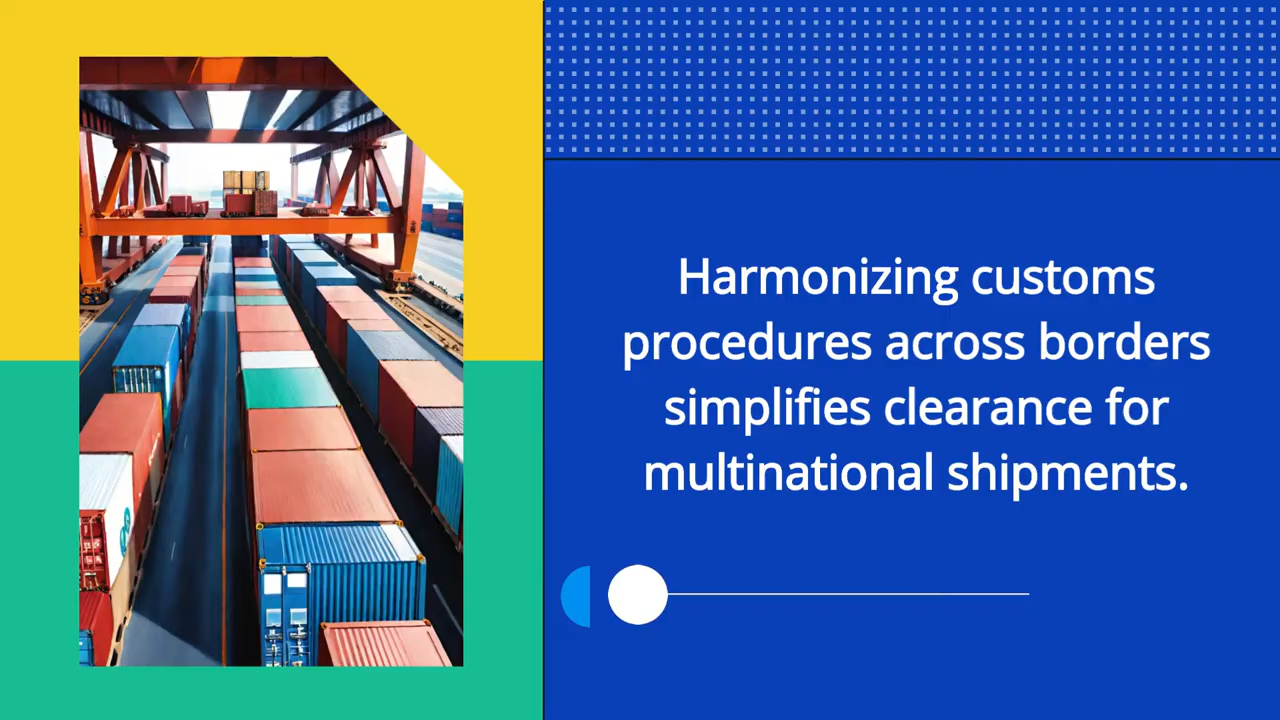 Harmonizing customs
procedures across borders
simplifies clearance for
multinational shipments.